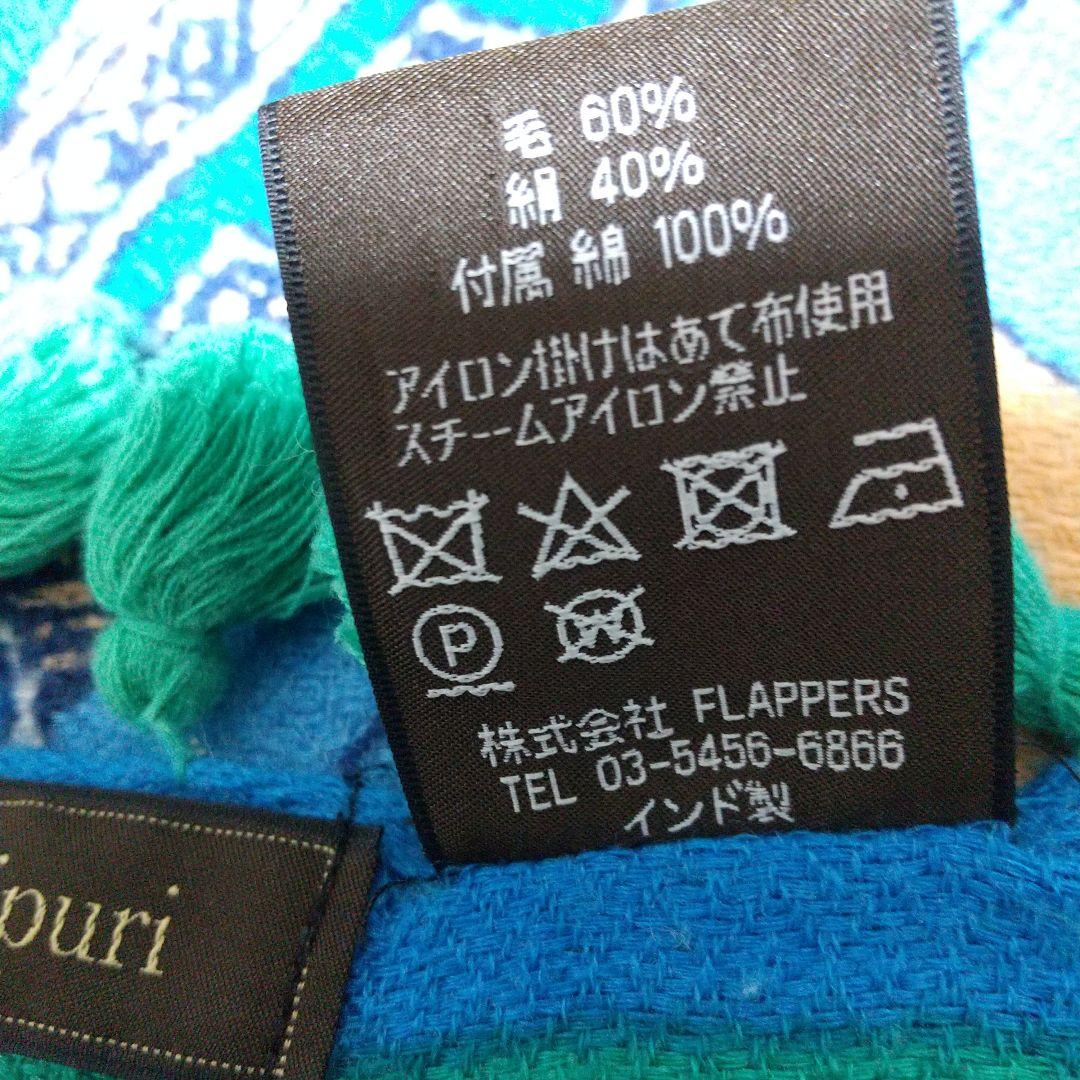 毛 60%
絹 40%
付属 綿 100%
アイロン掛けはあて布使用
スチームアイロン禁止
P
W
株式会社 FLAPPERS
TEL 03-5456-6866
インド製
ipuri